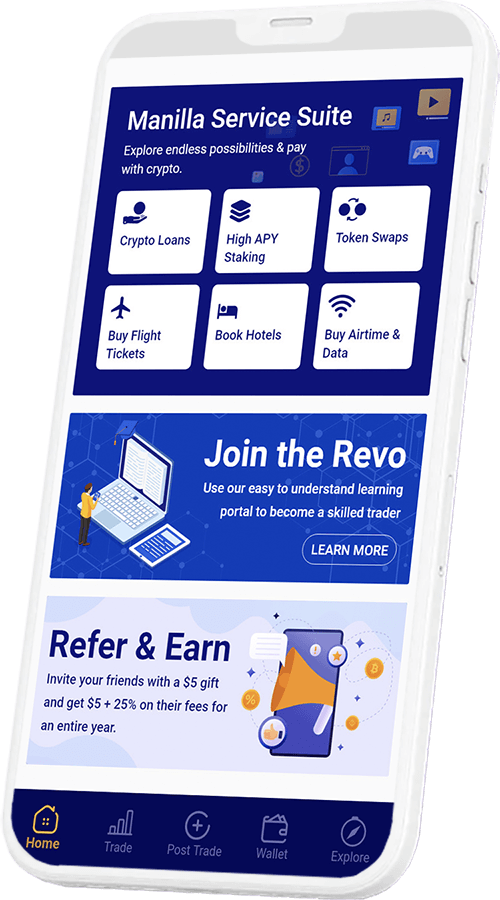 Manilla Service Suite
Explore endless possibilities & pay
with crypto.
Crypto Loans
High APY
Staking
Token Swaps
Buy Flight
Tickets
Book Hotels
Buy Airtime &
Data
Join the Revo
Use our easy to understand learning
portal to become a skilled trader
LEARN MORE
Refer & Earn
Invite your friends with a $5 gift
and get $5 + 25% on their fees for
an entire year.
Home
Trade
Post Trade
Wallet
Explore